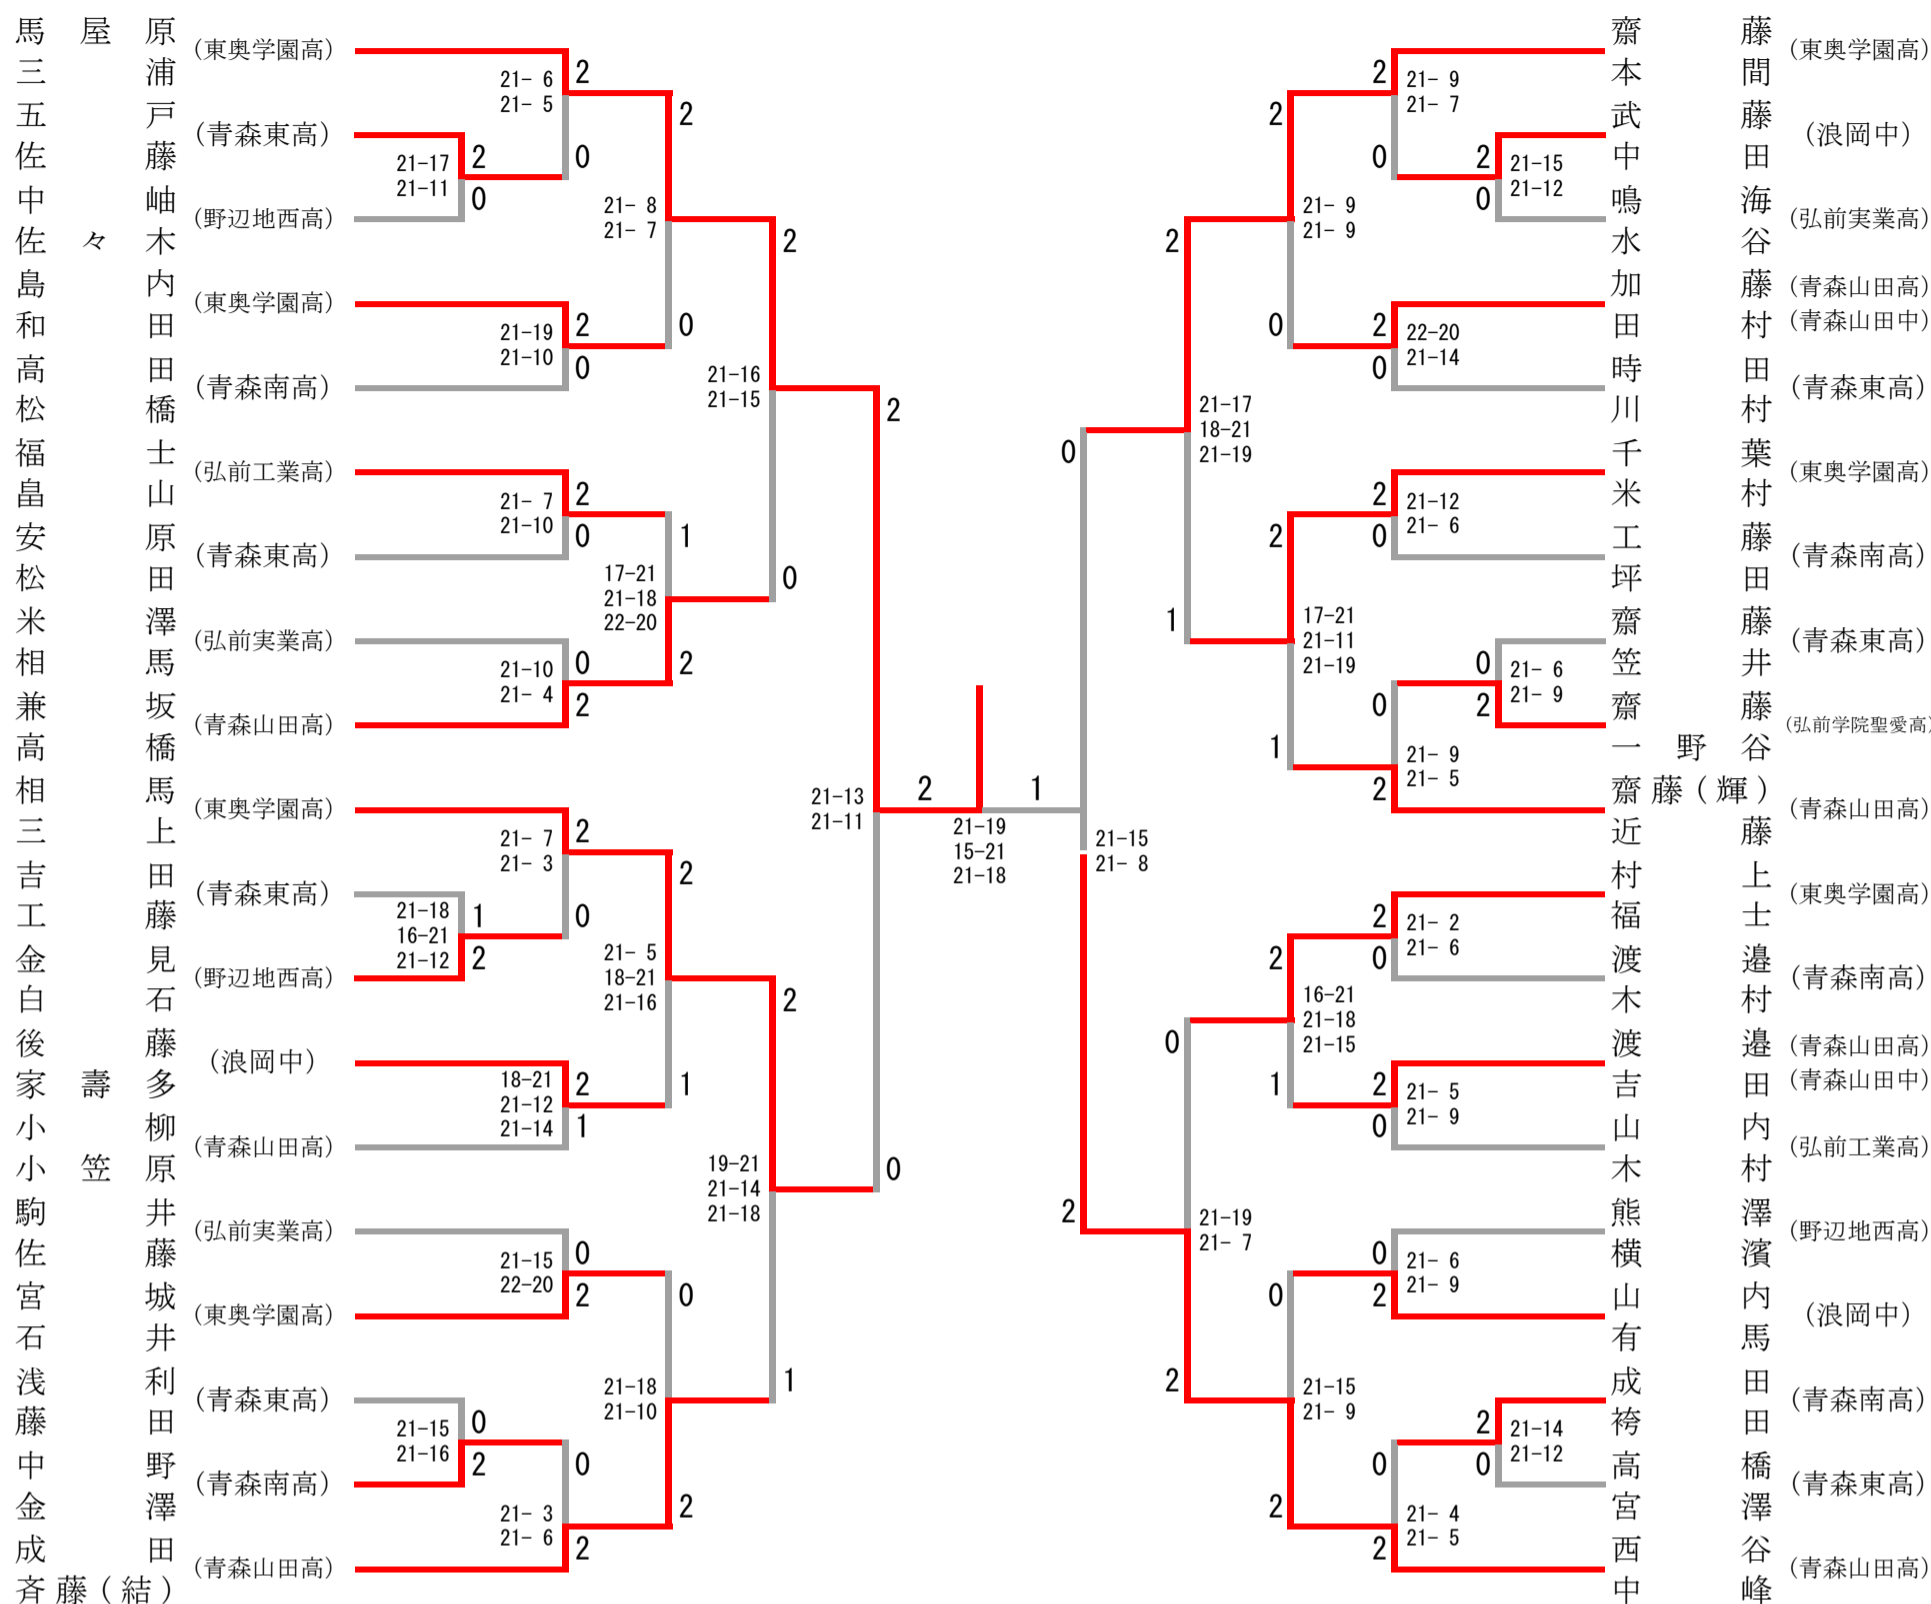 馬屋原
(東奥学園高)
三浦
五戸
(青森東高)
佐藤
中岫
(野辺地西高)
佐々木
島内
(東奥学園高)
和田
高田
(青森南高)
松橋
福士
(弘前工業高)
畠山
安原
(青森東高)
松田
米澤
(弘前実業高)
相馬
兼坂
(青森山田高)
高橋
相馬
(東奥学園高)
三上
吉田
(青森東高)
工藤
金見
(野辺地西高)
白石
後藤
(浪岡中)
家壽多
小柳
(青森山田高)
小笠原
駒井
(弘前実業高)
佐藤
宮城
(東奥学園高)
石井
浅利
(青森東高)
藤田
中野
(青森南高)
金澤
成田
(青森山田高)
斉藤(結)
21-17
21-11
2
0
21-18
16-21
21-12
1
2
21-15
21-16
0
2
21- 6
21- 5
2
0
21-19
21-10
2
0
21- 7
21-10
2
0
21-10
21- 4
0
2
21- 7
21- 3
2
0
18-21
21-12
21-14
2
1
21-15
22-20
0
2
21- 3
21- 6
0
2
21- 8
21- 7
2
0
17-21
21-18
22-20
1
2
21- 5
18-21
21-16
2
1
21-18
21-10
0
2
21-16
21-15
2
0
19-21
21-14
21-18
2
1
21-13
21-11
2
0
2
1
21-19
15-21
21-18
0
2
21-15
21- 8
2
1
21-17
18-21
21-19
0
2
21-19
21- 7
2
0
21- 9
21- 9
2
1
17-21
21-11
21-19
2
1
16-21
21-18
21-15
0
2
21-15
21- 9
2
0
21- 9
21- 7
2
0
22-20
21-14
2
0
21-12
21- 6
0
2
21- 9
21- 5
2
0
21- 2
21- 6
2
0
21- 5
21- 9
0
2
21- 6
21- 9
0
2
21- 4
21- 5
2
0
21-15
21-12
0
2
21- 6
21- 9
2
0
21-14
21-12
齋藤
(東奥学園高)
本間
武藤
(浪岡中)
中田
鳴海
(弘前実業高)
水谷
加藤
(青森山田高)
田村
(青森山田中)
時田
(青森東高)
川村
千葉
(東奥学園高)
米村
工藤
(青森南高)
坪田
齋藤
(青森東高)
笠井
齋藤
(弘前学院聖愛高)
一野谷
齋藤(輝)
(青森山田高)
近藤
村上
(東奥学園高)
福士
渡邉
(青森南高)
木村
渡邉
(青森山田高)
吉田
(青森山田中)
山内
(弘前工業高)
木村
熊澤
(野辺地西高)
横濱
山内
(浪岡中)
有馬
成田
(青森南高)
袴田
高橋
(青森東高)
宮澤
西谷
(青森山田高)
中峰